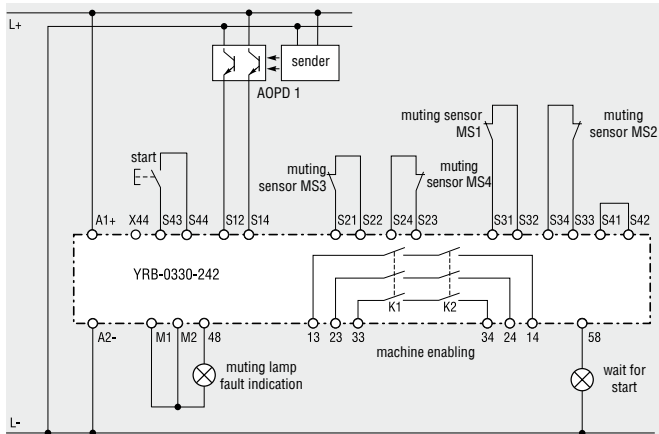 L+
sender
AOPD 1
muting sensor
MS1
muting
sensor MS2
start
muting
sensor MS3
muting
sensor MS4
A1+ X44 S43 S44 S12 S14 S21 S22 S24 S23 S31 S32 S34 S33 S41 S42
YRB-0330-242
K1 K2
A2- M1 M2 48 13 23 33 34 24 14 58
machine enabling
muting lamp
fault indication
wait for
start
L-